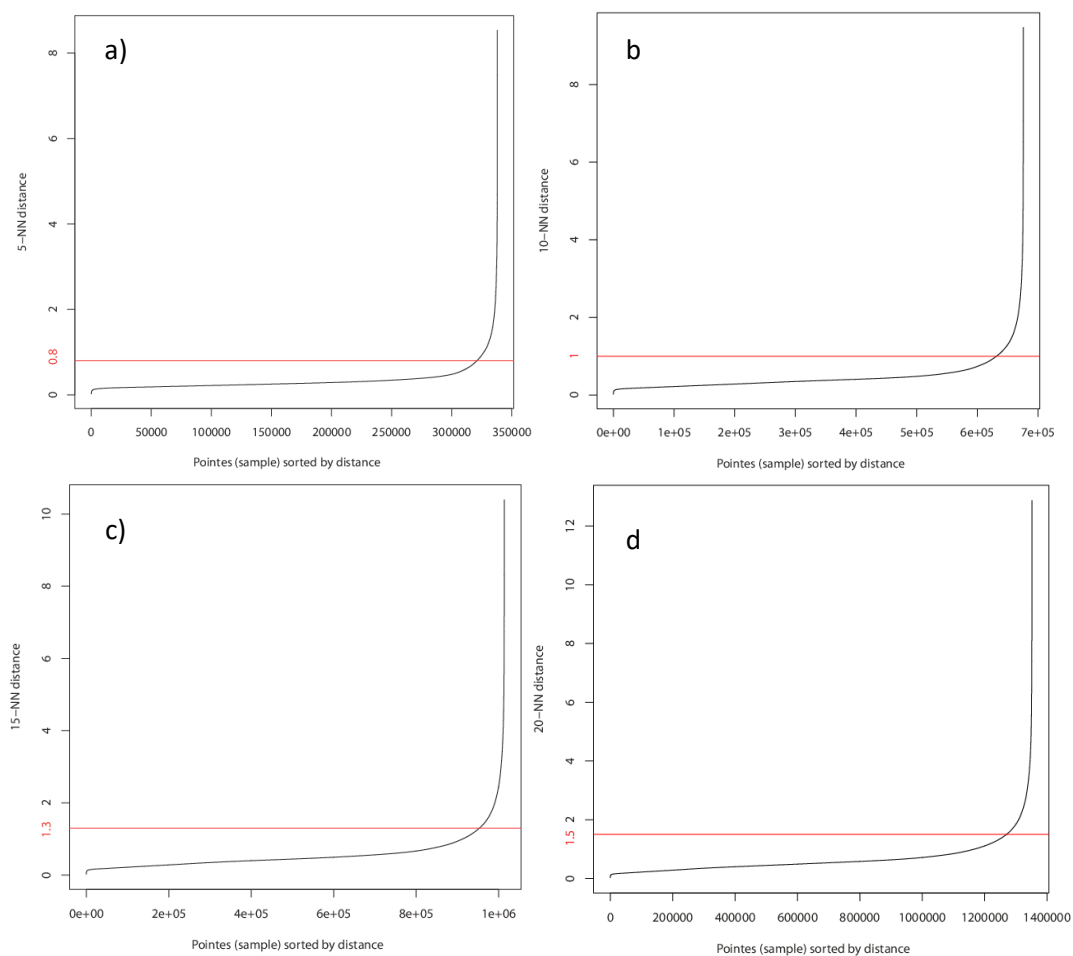 a)
8
6
4
2
0.8
0
5−NN distance
0 50000 100000 150000 200000 250000 300000 350000
Pointes (sample) sorted by distance
b
8
6
4
2
1
0
10−NN distance
0e+00 1e+05 2e+05 3e+05 4e+05 5e+05 6e+05 7e+05
Pointes (sample) sorted by distance
c)
10
8
6
4
2
1.3
0
15−NN distance
0e+00 2e+05 4e+05 6e+05 8e+05 1e+06
Pointes (sample) sorted by distance
d
12
10
8
6
4
2
1.5
0
20−NN distance
0 200000 400000 600000 800000 1000000 1200000 1400000
Pointes (sample) sorted by distance